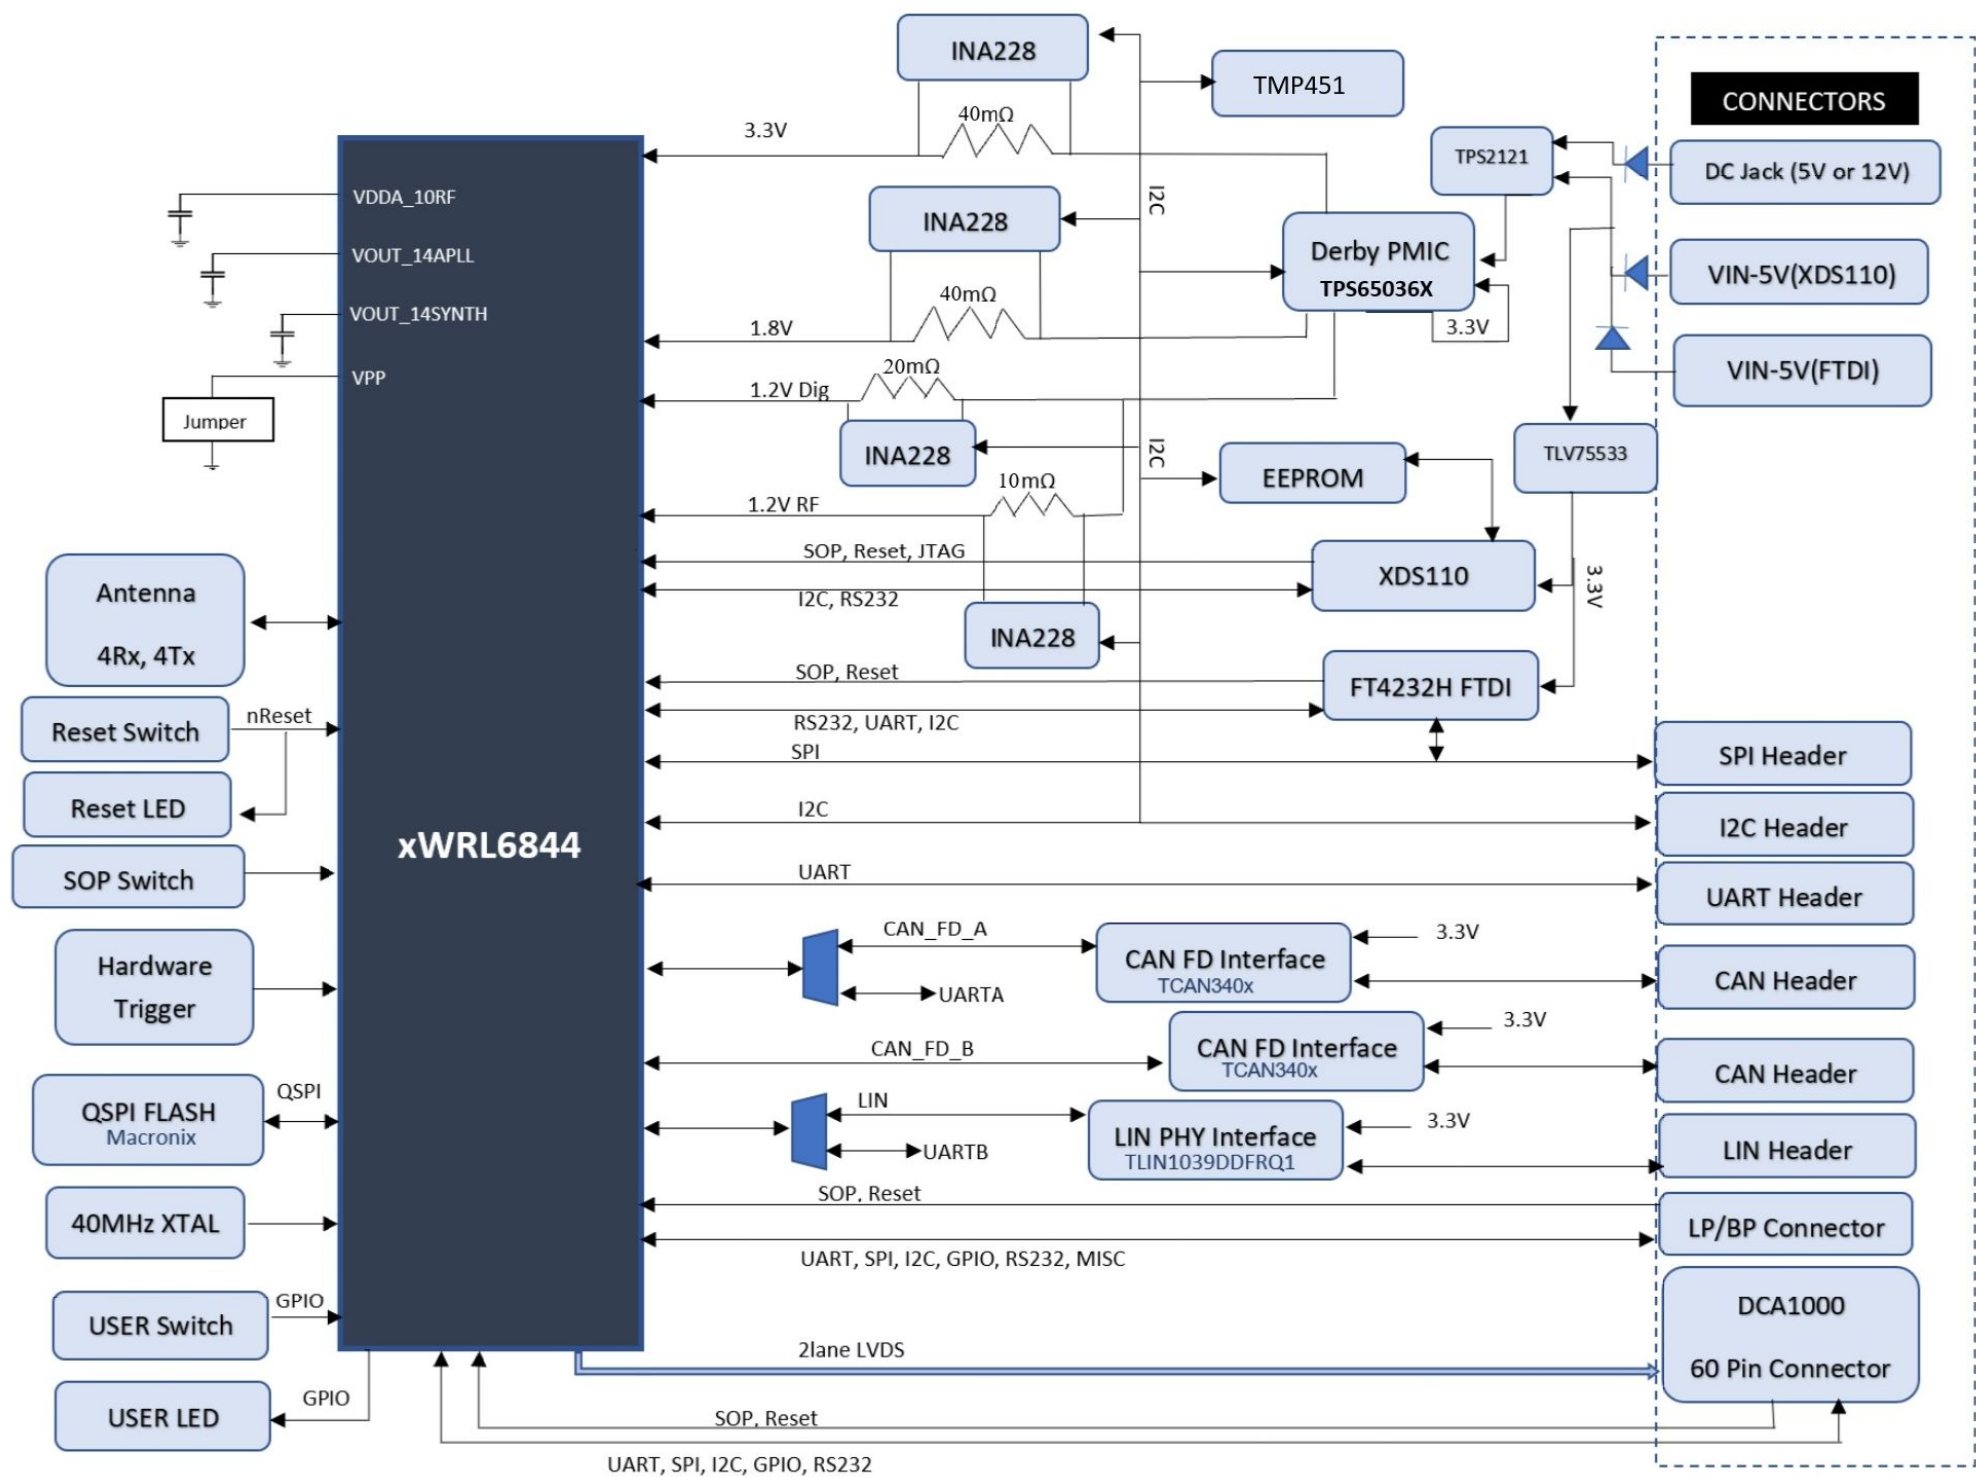 INA228
TMP451
CONNECTORS
40mΩ
3.3V
TPS2121
DC Jack (5V or 12V)
VDDA_10RF
I2C
INA228
Derby PMIC
TPS65036X
VOUT_14APLL
VIN-5V(XDS110)
40mΩ
VOUT_14SYNTH
1.8V
3.3V
20mΩ
VIN-5V(FTDI)
VPP
1.2V Dig
Jumper
INA228
I2C
TLV75533
EEPROM
10mΩ
1.2V RF
SOP, Reset, JTAG
XDS110
3.3V
Antenna
4Rx, 4Tx
I2C, RS232
INA228
SOP, Reset
FT4232H FTDI
nReset
Reset Switch
RS232, UART, I2C
SPI
SPI Header
Reset LED
I2C
I2C Header
xWRL6844
SOP Switch
UART
UART Header
CAN_FD_A
3.3V
Hardware
Trigger
CAN FD Interface
TCAN340x
UARTA
CAN Header
3.3V
CAN_FD_B
CAN FD Interface
TCAN340x
CAN Header
QSPI
QSPI FLASH
Macronix
LIN
3.3V
LIN PHY Interface
TLIN1039DDFRQ1
UARTB
LIN Header
SOP, Reset
40MHz XTAL
LP/BP Connector
UART, SPI, I2C, GPIO, RS232, MISC
GPIO
USER Switch
DCA1000
60 Pin Connector
2lane LVDS
GPIO
USER LED
SOP, Reset
UART, SPI, I2C, GPIO, RS232